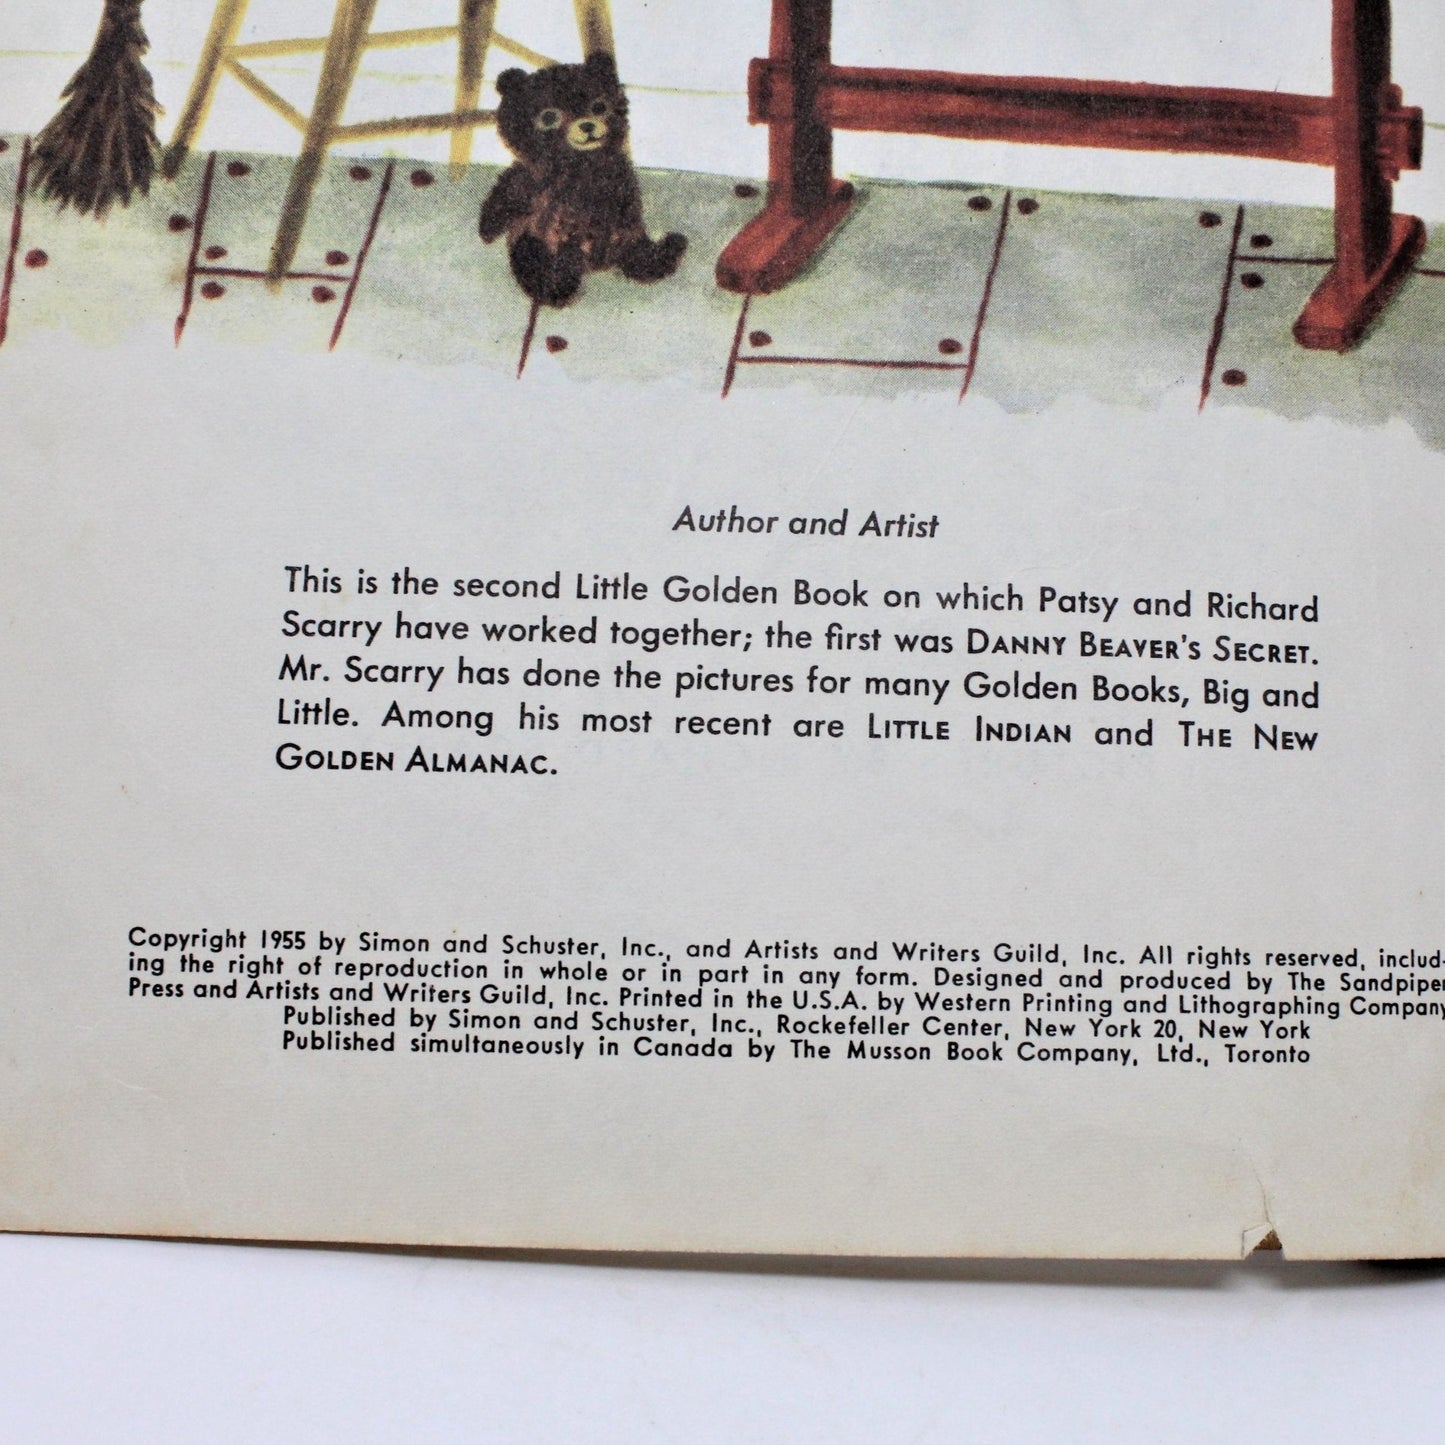 Author and Artist
This is the second Little Golden Book on which Patsy and Richard
Scarry have worked together; the first was DANNY BEAVER'S SECRET.
Mr. Scarry has done the pictures for many Golden Books, Big and
Little. Among his most recent are LITTLE INDIAN and THE NEW
GOLDEN ALMANAC.
Copyright 1955 by Simon and Schuster, Inc., and Artists and Writers Guild, Inc. All rights reserved, includ-
ing the right of reproduction in whole or in part in any form. Designed and produced by The Sandpiper
Press and Artists and Writers Guild, Inc. Printed in the U.S.A. by Western Printing and Lithographing Company
Published by Simon and Schuster, Inc., Rockefeller Center, New York 20, New York
Published simultaneously in Canada by The Musson Book Company, Ltd., Toronto